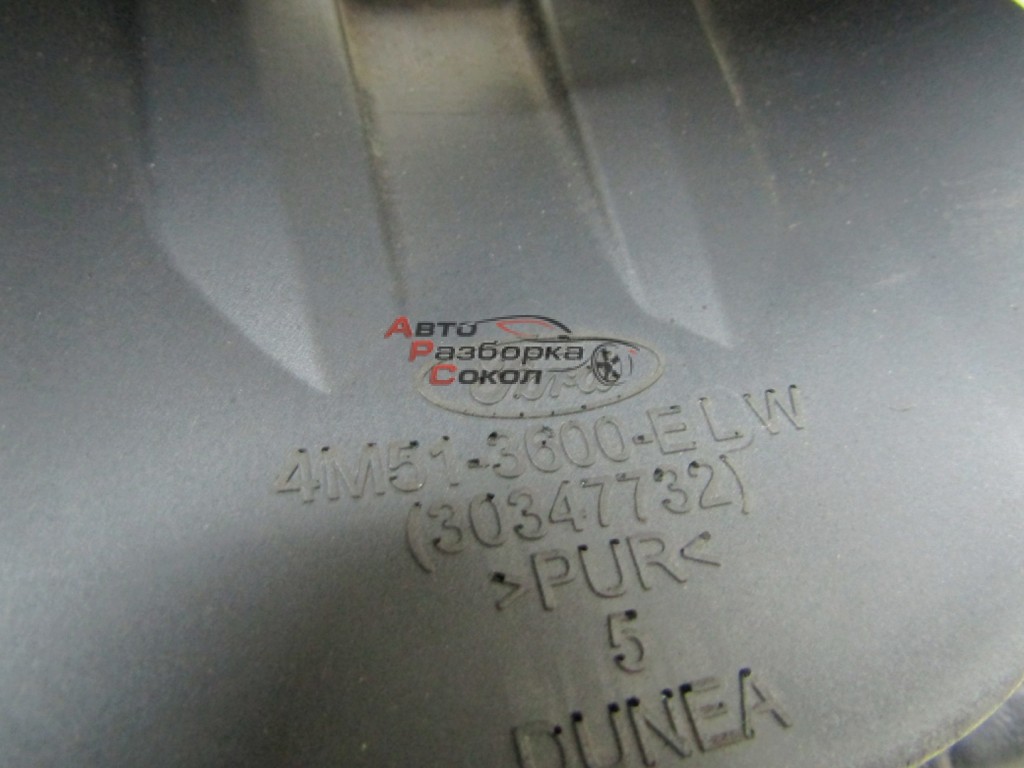 Авто
Разборка
Сокол
Ford
4M51-3600-ELW
(30347732)
>PUR<
5
DUNEA